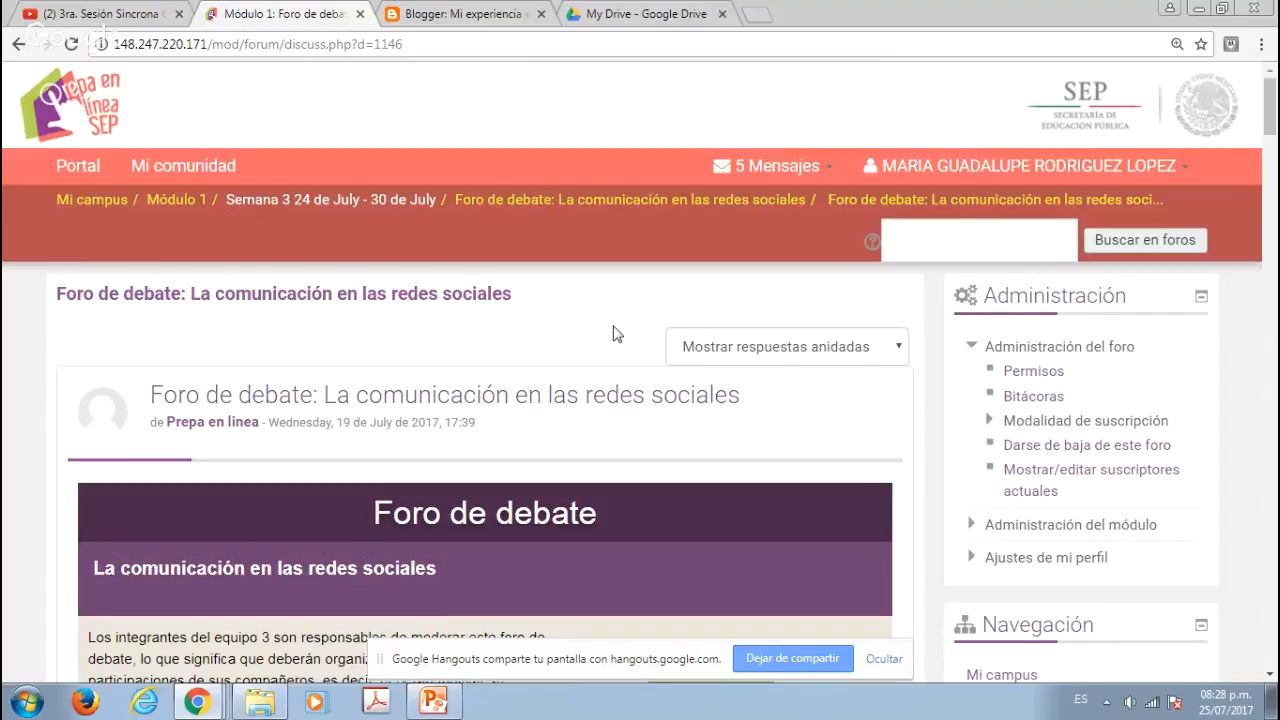 (2) 3ra. Sesión Sincrona C
Módulo 1: Foro de debat
Blogger: Mi experiencia e
My Drive - Google Drive
148.247.220.171/mod/forum/discuss.php?d=1146
Google
Prepa en línea SEP
SEP
SECRETARÍA DE
EDUCACIÓN PÚBLICA
Portal
Mi comunidad
5 Mensajes
MARIA GUADALUPE RODRIGUEZ LOPEZ
Mi campus / Módulo 1 / Semana 3 24 de July - 30 de July / Foro de debate: La comunicación en las redes sociales / Foro de debate: La comunicación en las redes soci...
Buscar en foros
Foro de debate: La comunicación en las redes sociales
Mostrar respuestas anidadas
Foro de debate: La comunicación en las redes sociales
de Prepa en linea - Wednesday, 19 de July de 2017, 17:39
Foro de debate
La comunicación en las redes sociales
Los integrantes del equipo 3 son responsables de moderar este foro de
debate, lo que significa que deberán organi
participaciones de sus compañeros, es deci
Administración
Administración del foro
Permisos
Bitácoras
Modalidad de suscripción
Darse de baja de este foro
Mostrar/editar suscriptores
actuales
Administración del módulo
Ajustes de mi perfil
Navegación
Mi campus
Google Hangouts comparte tu pantalla con hangouts.google.com.
Dejar de compartir
Ocultar
ES
08:28 p.m.
25/07/2017